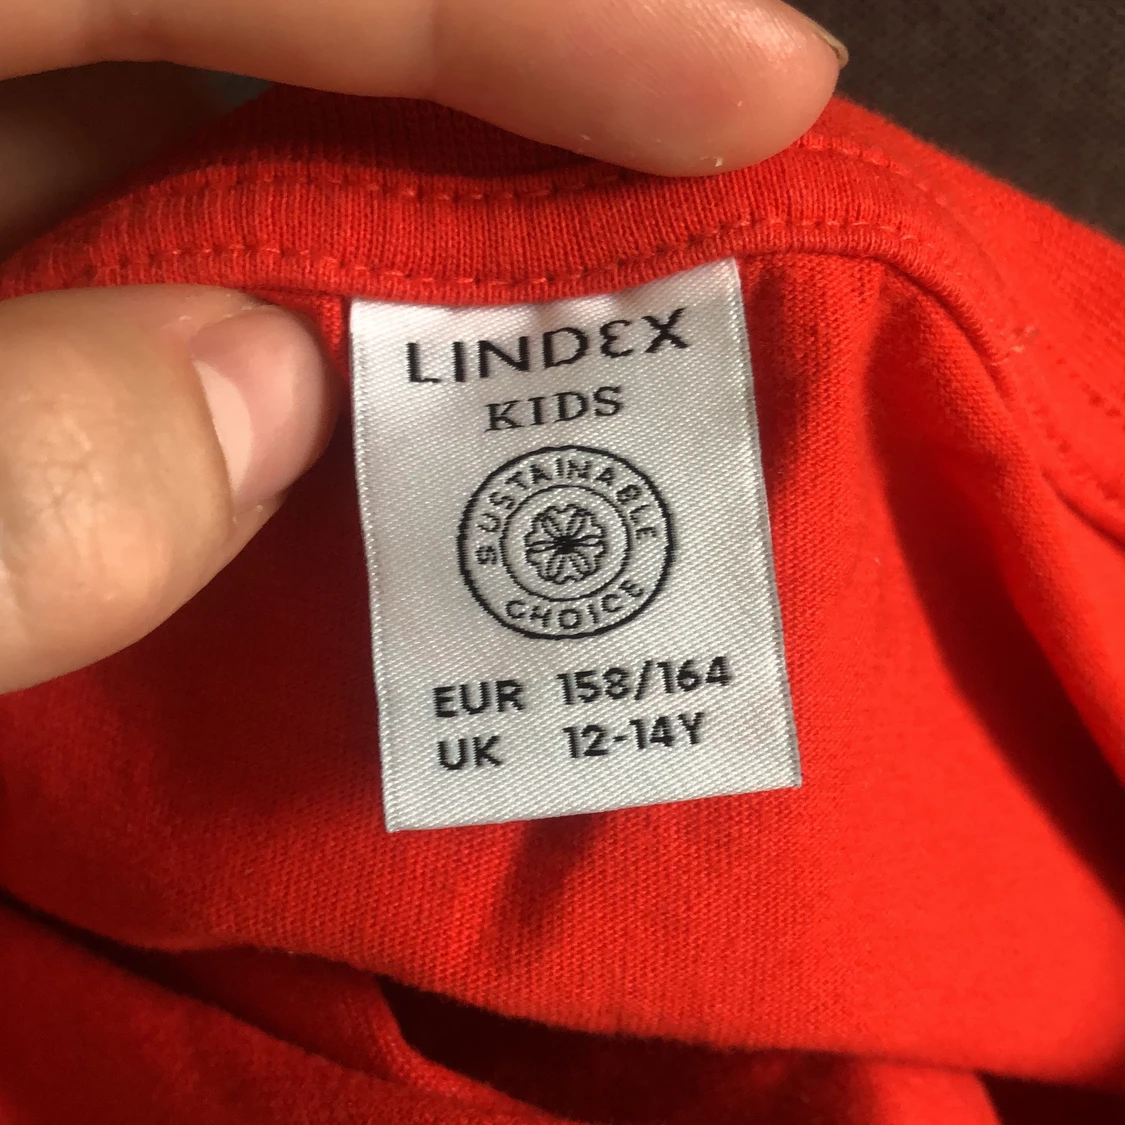 LINDEX
KIDS
SUSTAINABLE
CHOICE
EUR 158/164
UK 12-14Y